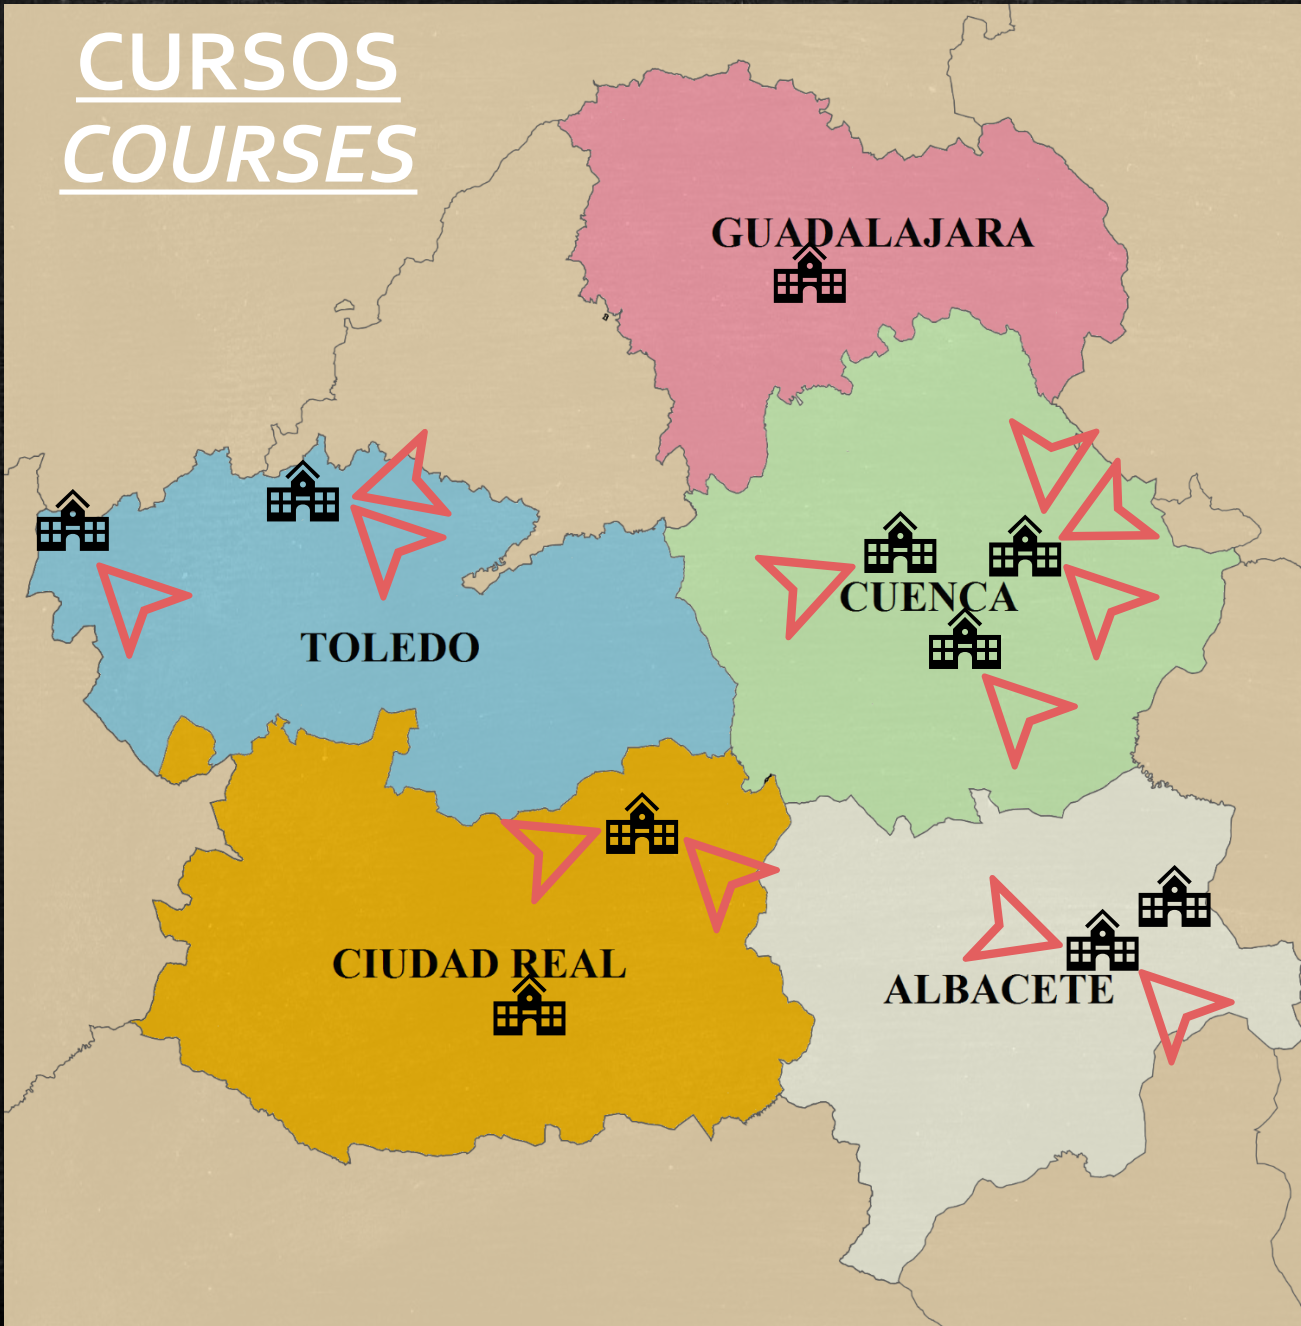 CURSOS
COURSES
GUADALAJARA
CUENCA
TOLEDO
CIUDAD REAL
ALBACETE